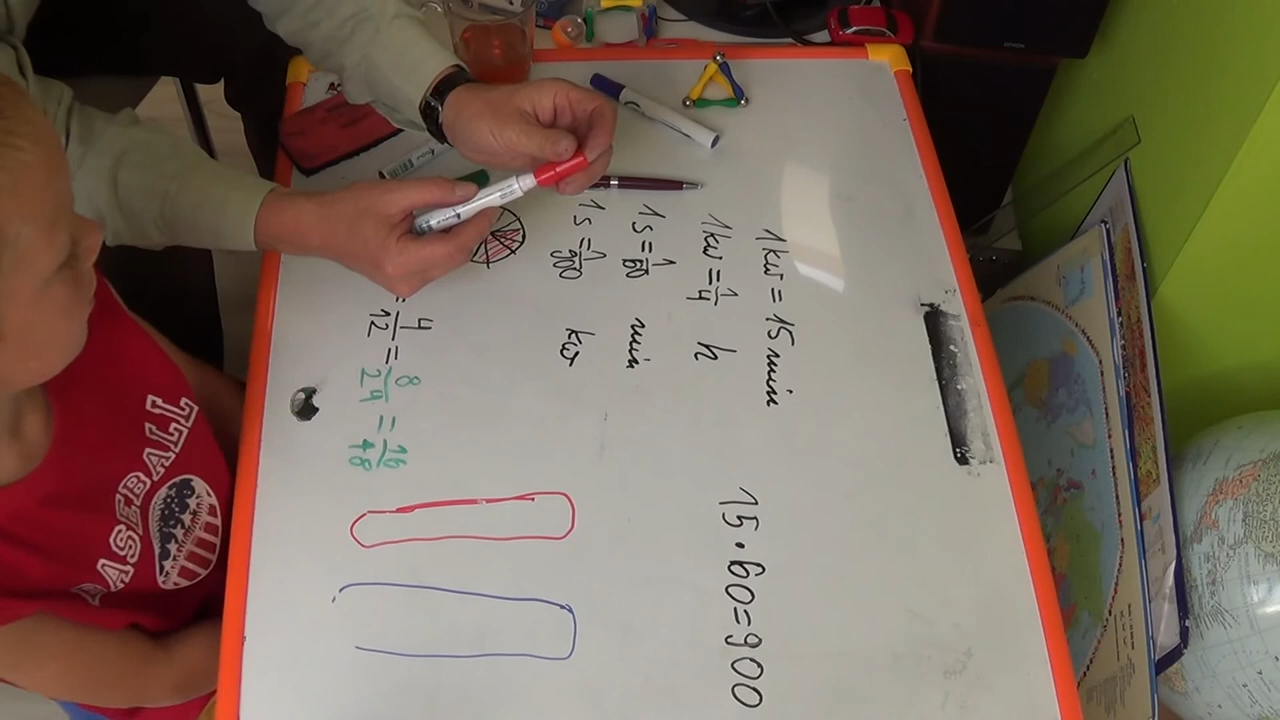 1kw = 15 min
1kw = 1/4 h
1s = 1/60 min
1s = 1/900 kw
= 4/12 = 8/24 = 16/48
15 · 60 = 900
BASEBALL